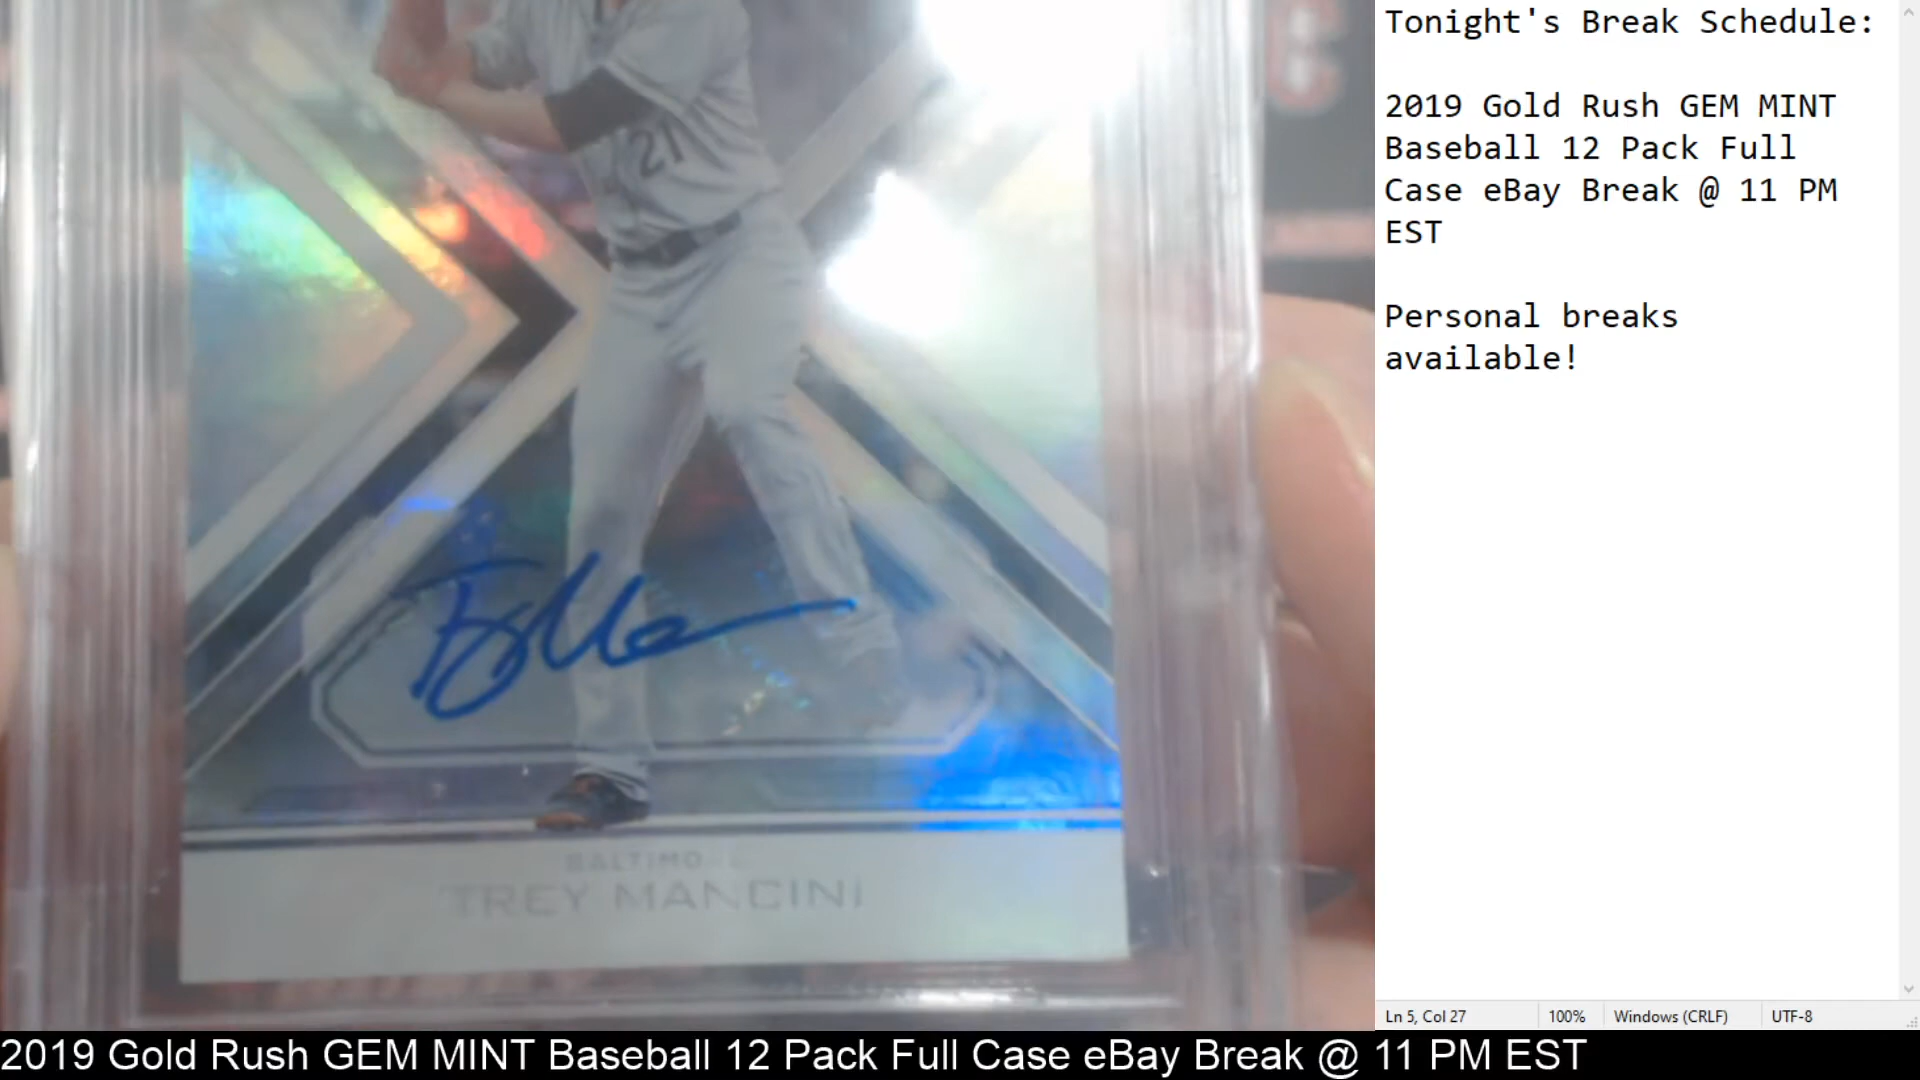 Tonight's Break Schedule:
2019 Gold Rush GEM MINT
Baseball 12 Pack Full
Case eBay Break @ 11 PM
EST
Personal breaks
available!
21
TREY MANCINI
Ln 5, Col 27
100%
Windows (CRLF)
UTF-8
2019 Gold Rush GEM MINT Baseball 12 Pack Full Case eBay Break @ 11 PM EST